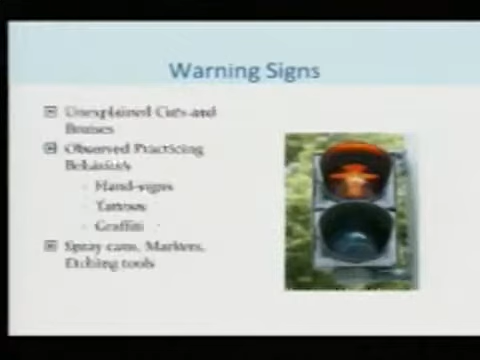 Warning Signs
Unexplained Cuts and
Bruises
Observed Practicing
Behaviors
Hand-signs
Tattoos
Graffiti
Spray cans, Markers,
Etching tools